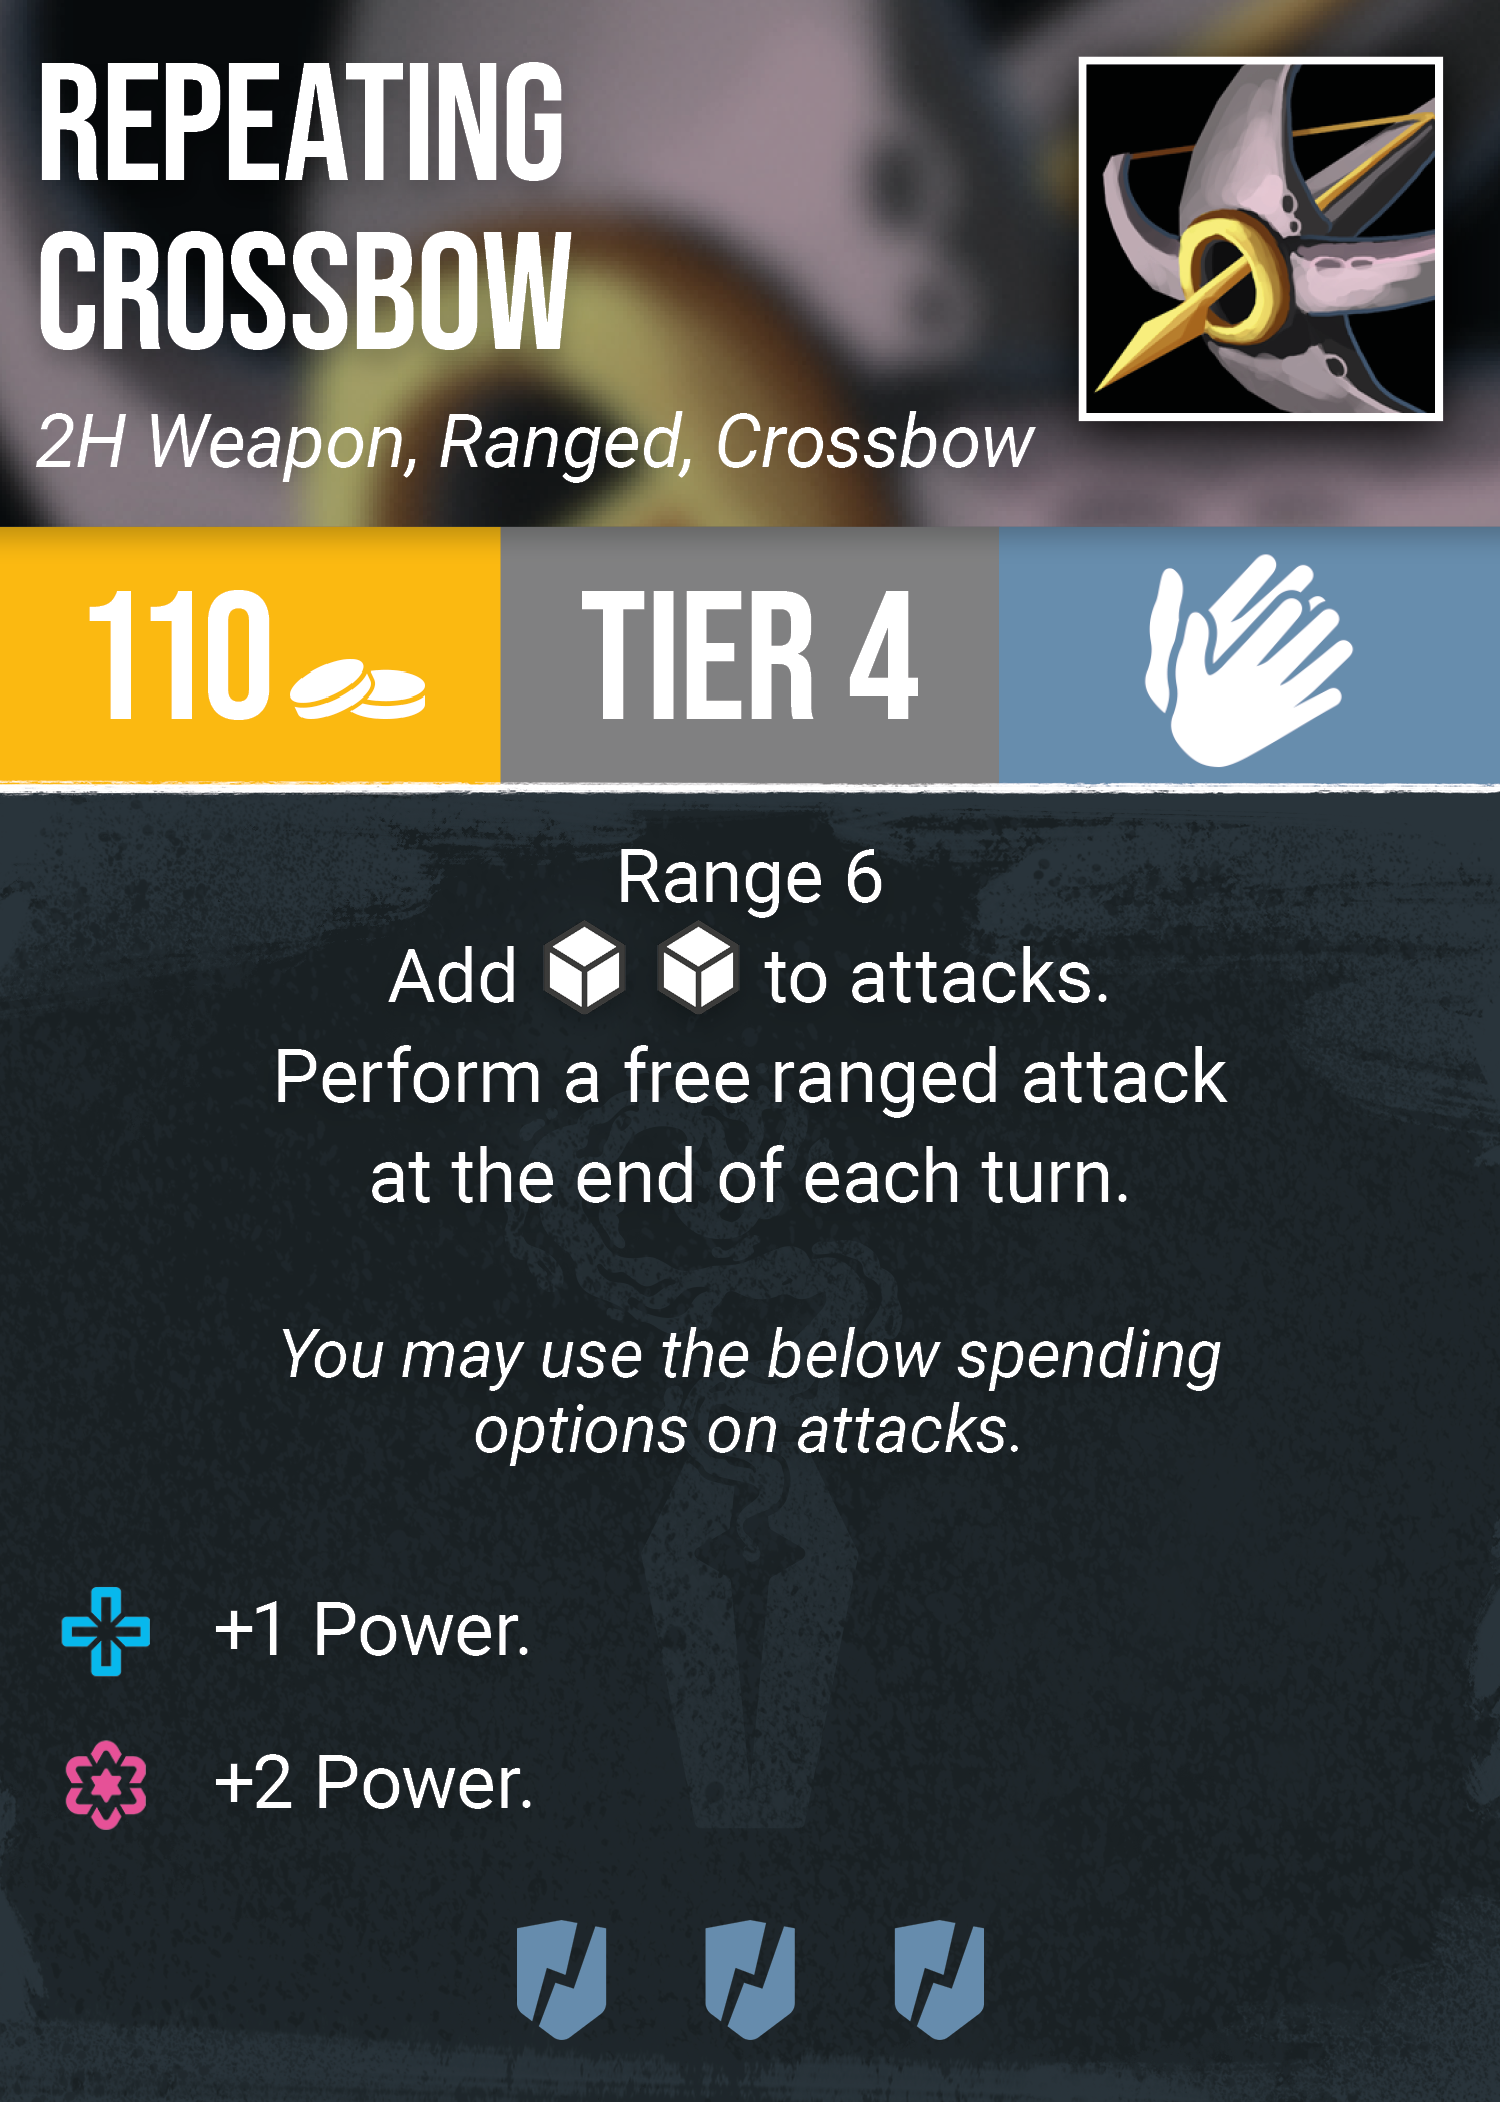 REPEATING
CROSSBOW
2H Weapon, Ranged, Crossbow
110
TIER 4
Range 6
Add to attacks.
Perform a free ranged attack
at the end of each turn.
You may use the below spending
options on attacks.
+1 Power.
+2 Power.